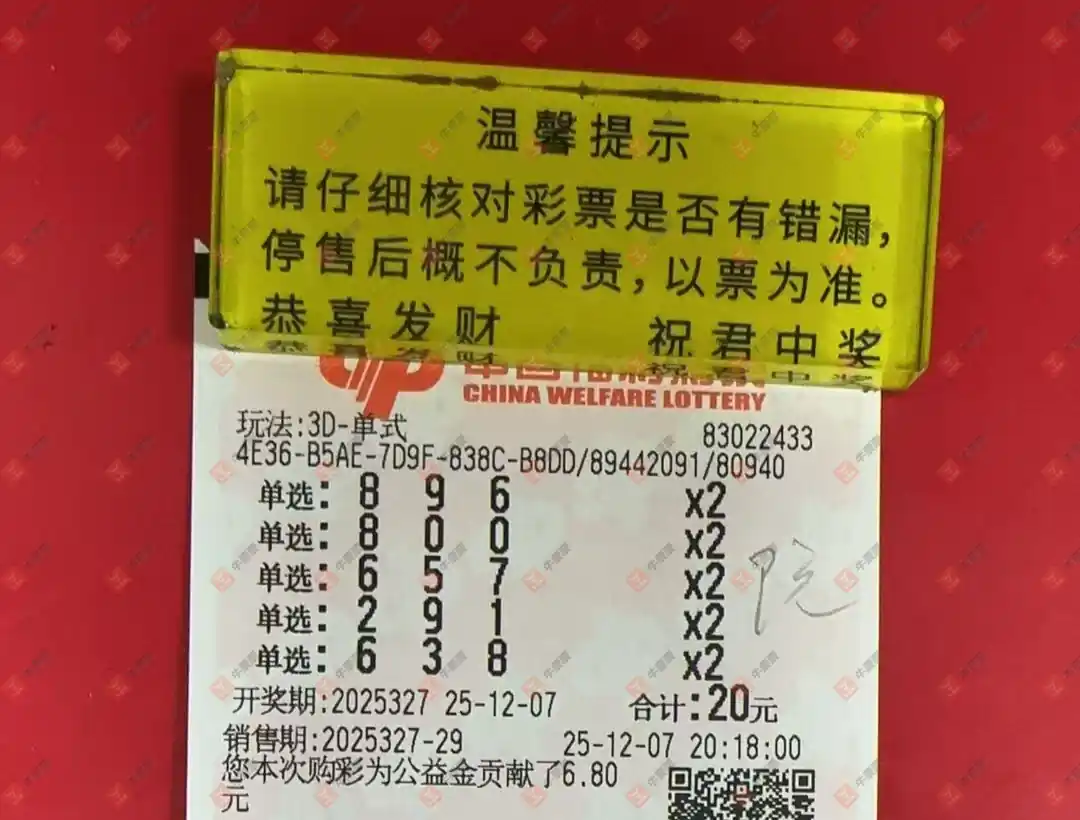 温馨提示
请仔细核对彩票是否有错漏,
停售后概不负责,以票为准。
恭喜发财 祝君中奖
CHINA WELFARE LOTTERY
玩法:3D-单式 83022433
4E36-B5AE-7D9F-838C-B8DD/89442091/80940
单选: 8 9 6 x2
单选: 8 0 0 x2
单选: 6 5 7 x2
单选: 2 9 1 x2
单选: 6 3 8 x2
开奖期:2025327 25-12-07 合计:20元
销售期:2025327-29 25-12-07 20:18:00
您本次购彩为公益金贡献了6.80
元